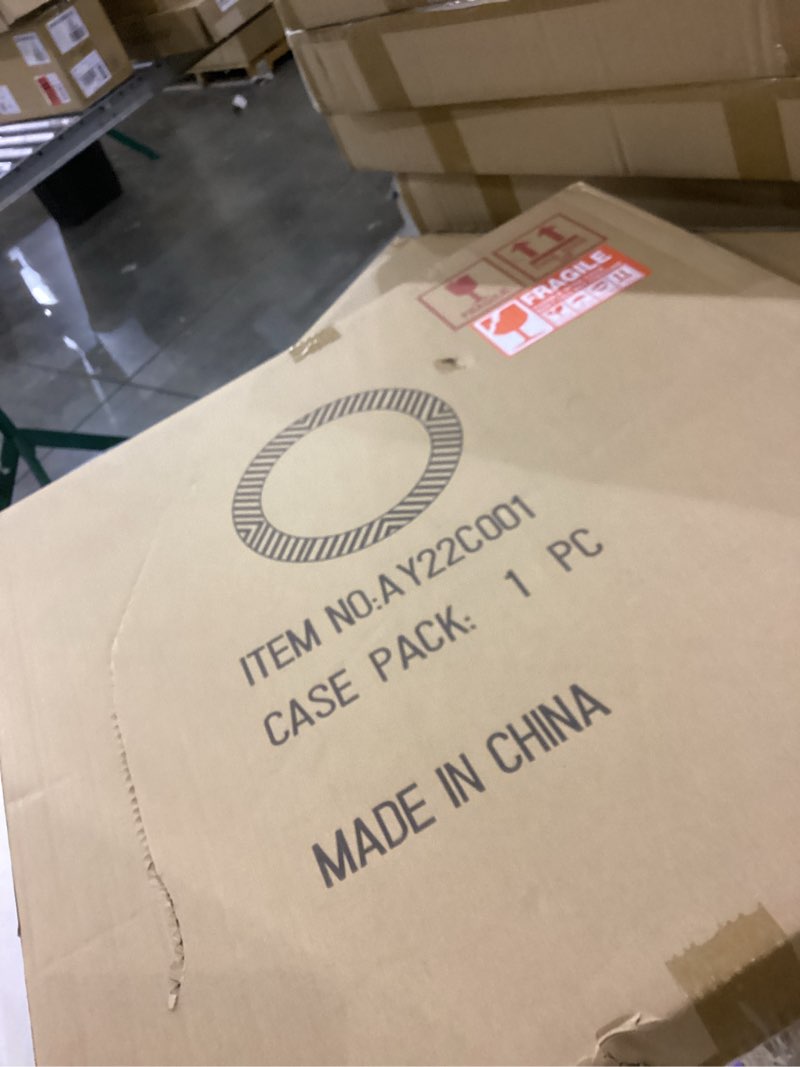 FRAGILE
ITEM NO:AY22C001
CASE PACK: 1 PC
MADE IN CHINA